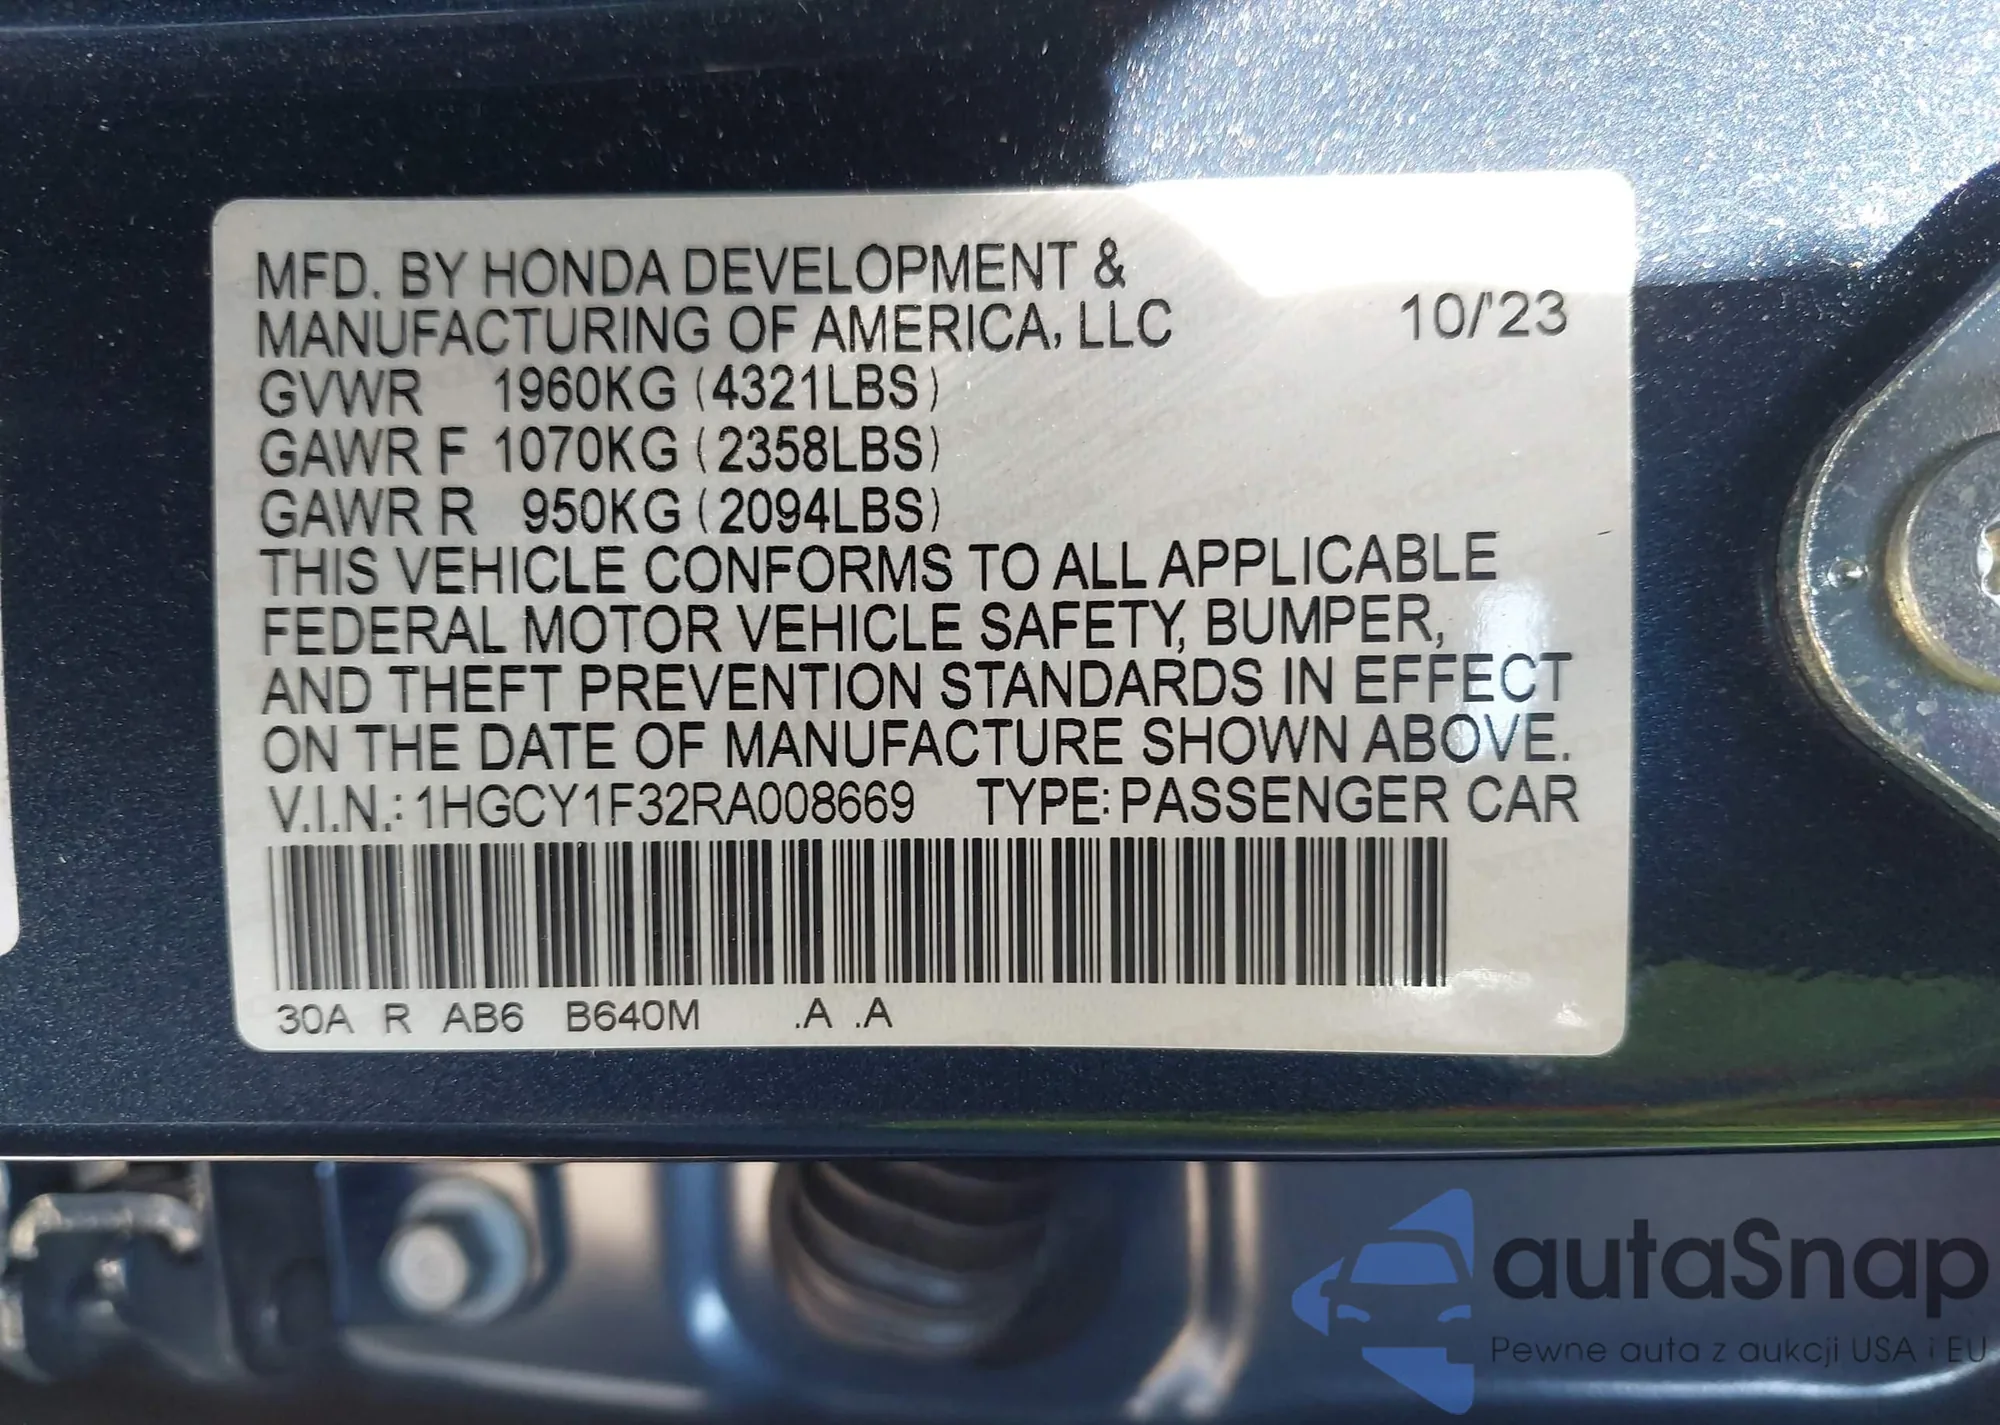 MFD. BY HONDA DEVELOPMENT &
MANUFACTURING OF AMERICA, LLC 10/'23
GVWR 1960KG (4321LBS)
GAWR F 1070KG (2358LBS)
GAWR R 950KG (2094LBS)
THIS VEHICLE CONFORMS TO ALL APPLICABLE
FEDERAL MOTOR VEHICLE SAFETY, BUMPER,
AND THEFT PREVENTION STANDARDS IN EFFECT
ON THE DATE OF MANUFACTURE SHOWN ABOVE.
V.I.N.: 1HGCY1F32RA008669 TYPE: PASSENGER CAR
30A R AB6 B640M .A .A
autaSnap
Pewne auta z aukcji USA i EU